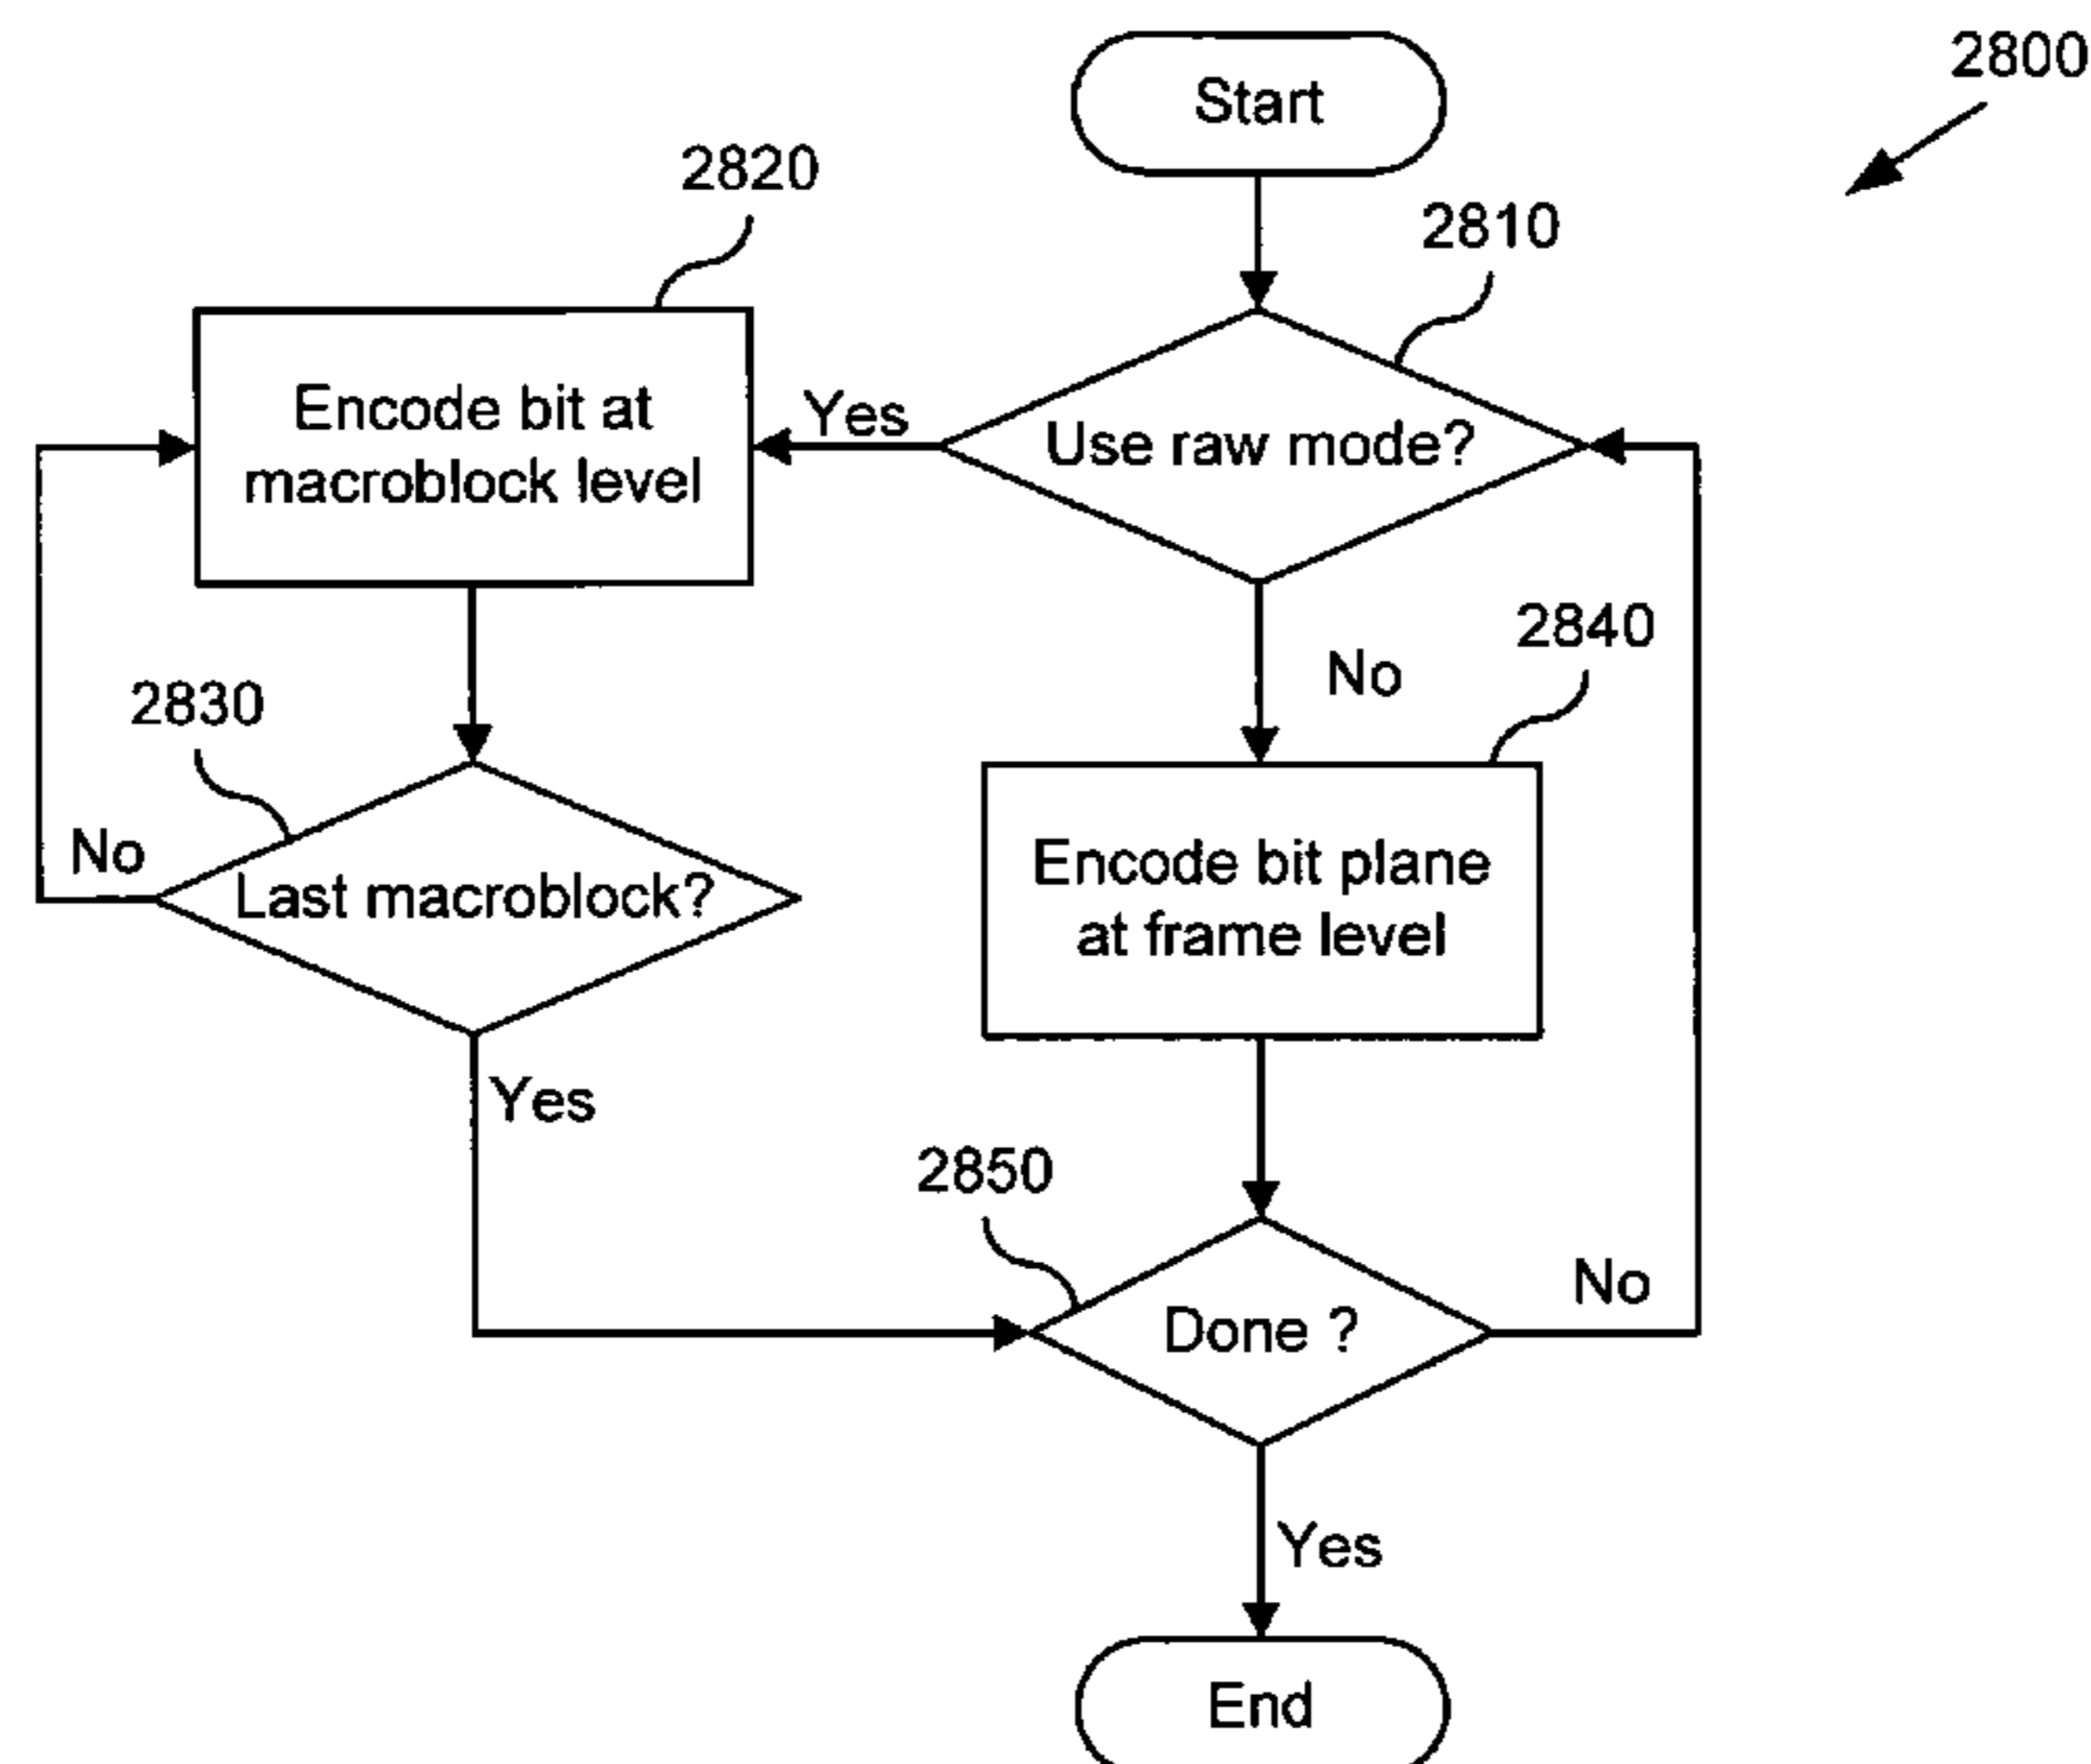 Start
2800
2820
2810
Encode bit at
macroblock level
Yes
Use raw mode?
2840
No
2830
No
Last macroblock?
Encode bit plane
at frame level
Yes
2850
Done ?
No
Yes
End